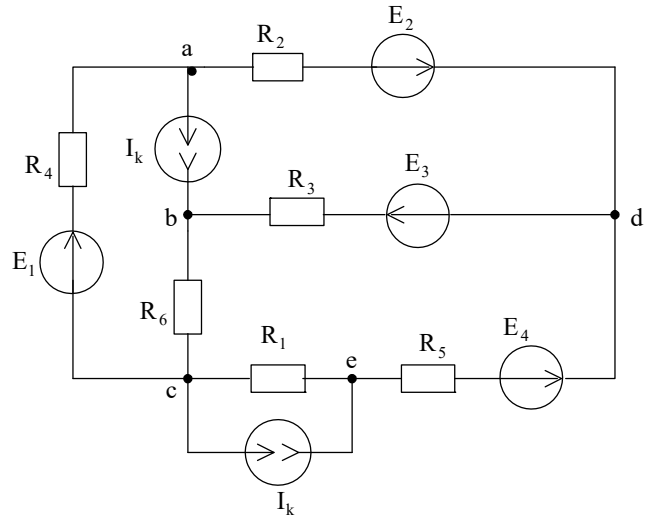 E₂
R₂
a
R₄
Iₖ
E₃
R₃
b
d
E₁
R₆
R₁
e
R₅
E₄
c
Iₖ